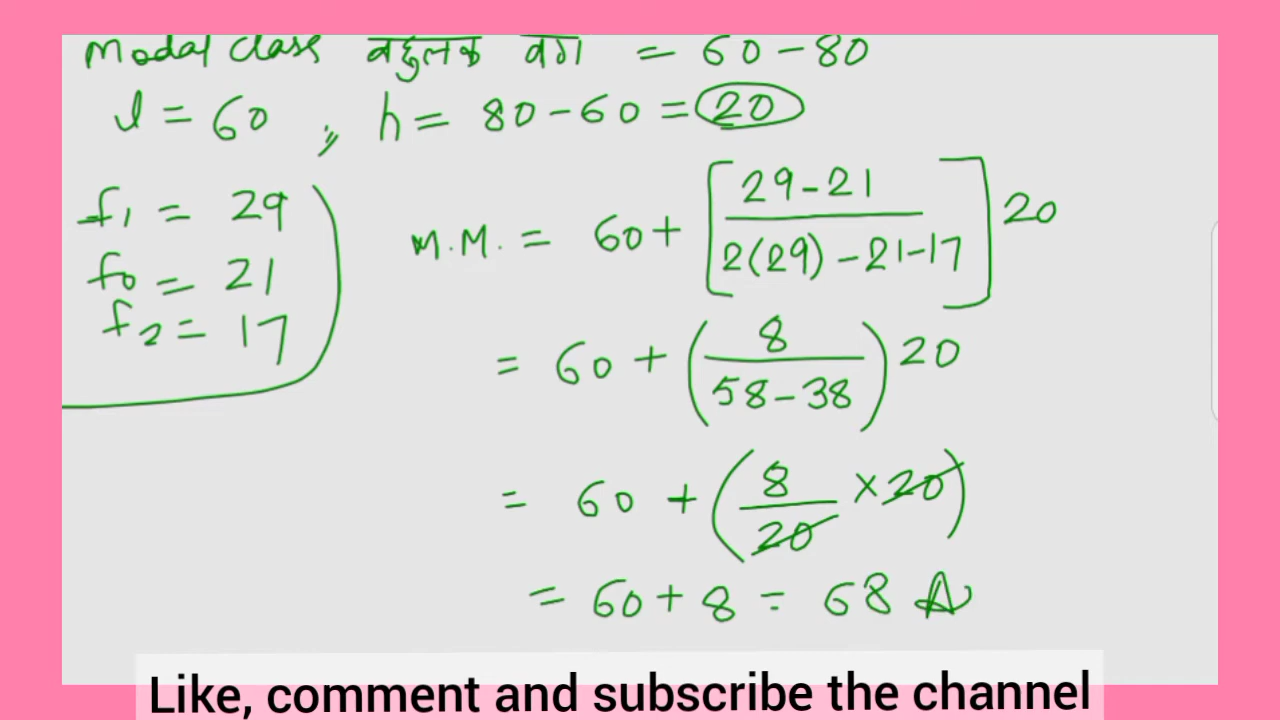 Modal class बहुलक वर्ग = 60-80
l = 60 , h = 80-60 = 20
f1 = 29
f0 = 21
f2 = 17
M.M. = 60 + [ 29-21 / 2(29) -21-17 ] 20
= 60 + ( 8 / 58-38 ) 20
= 60 + ( 8 / 20 × 20 )
= 60 + 8 = 68 A
Like, comment and subscribe the channel